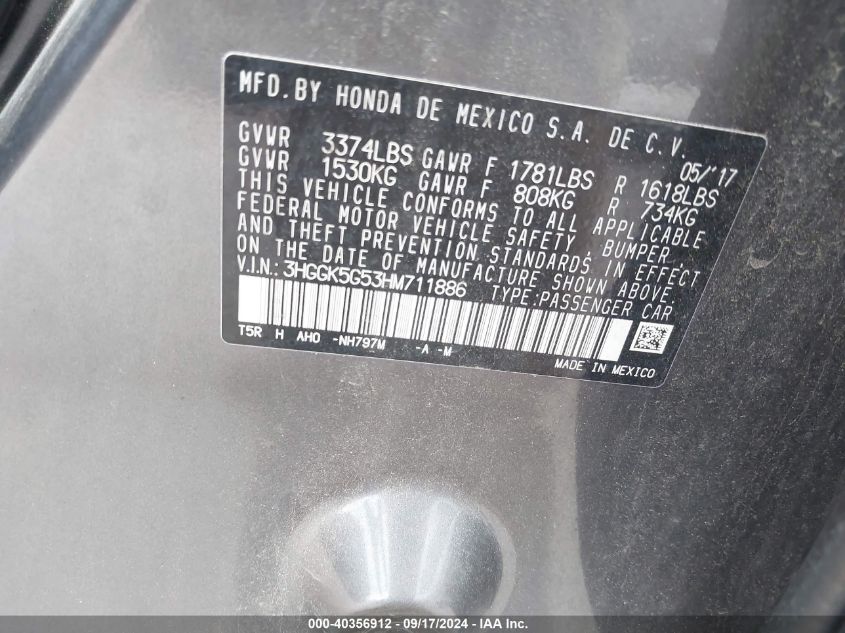 MFD. BY HONDA DE MEXICO S.A. DE C.V.
05/'17
GVWR 3374LBS GAWR F 1781LBS R 1618LBS
GVWR 1530KG GAWR F 808KG R 734KG
THIS VEHICLE CONFORMS TO ALL APPLICABLE
FEDERAL MOTOR VEHICLE SAFETY, BUMPER
AND THEFT PREVENTION STANDARDS IN EFFECT
ON THE DATE OF MANUFACTURE SHOWN ABOVE.
V.I.N.: 3HGGK5G53HM711886 TYPE:PASSENGER CAR
T5R H AH0 -NH797M -A -M
MADE IN MEXICO
000-40356912 - 09/17/2024 - IAAI.com